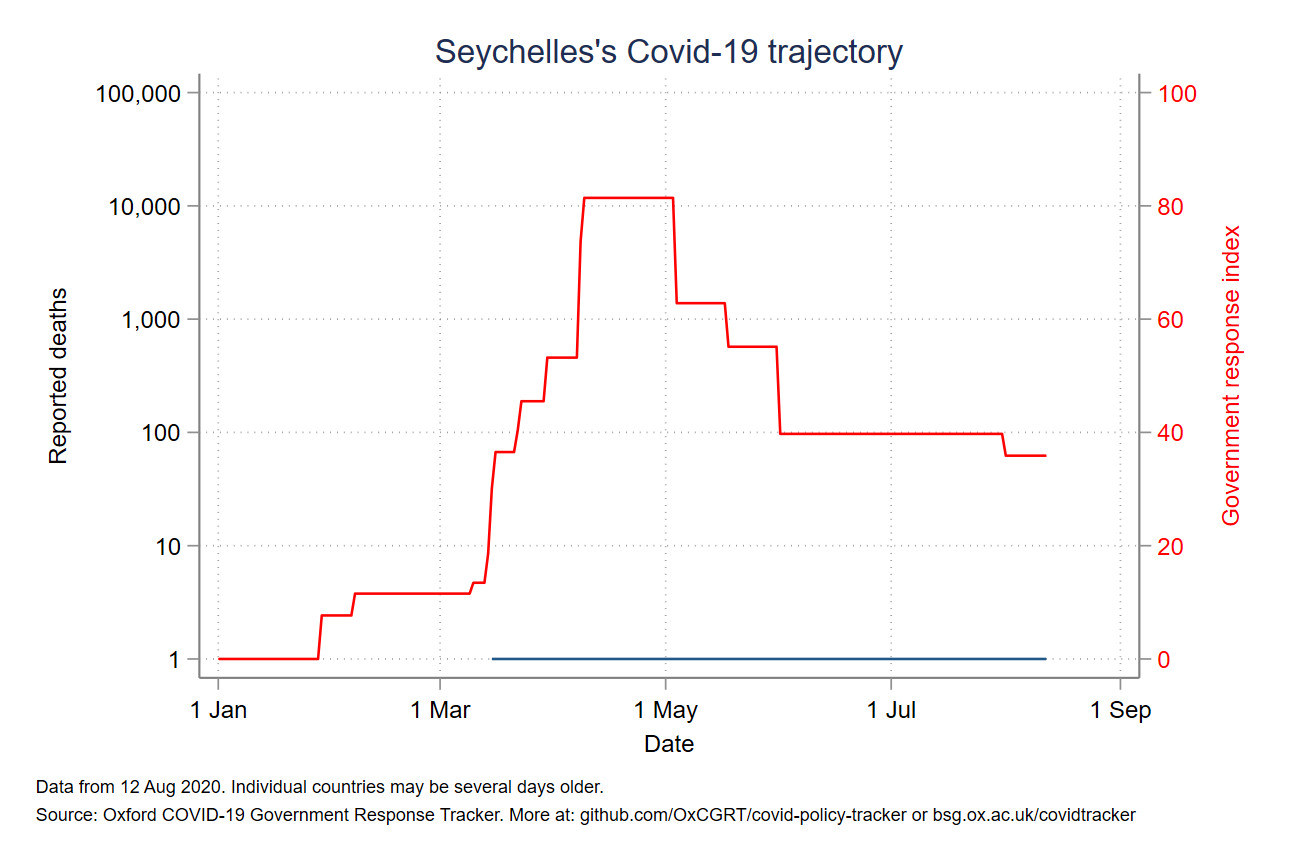 Seychelles's Covid-19 trajectory
100,000
10,000
1,000
100
10
1
Reported deaths
100
80
60
40
20
0
Government response index
1 Jan
1 Mar
1 May
1 Jul
1 Sep
Date
Data from 12 Aug 2020. Individual countries may be several days older.
Source: Oxford COVID-19 Government Response Tracker. More at: github.com/OxCGRT/covid-policy-tracker or bsg.ox.ac.uk/covidtracker